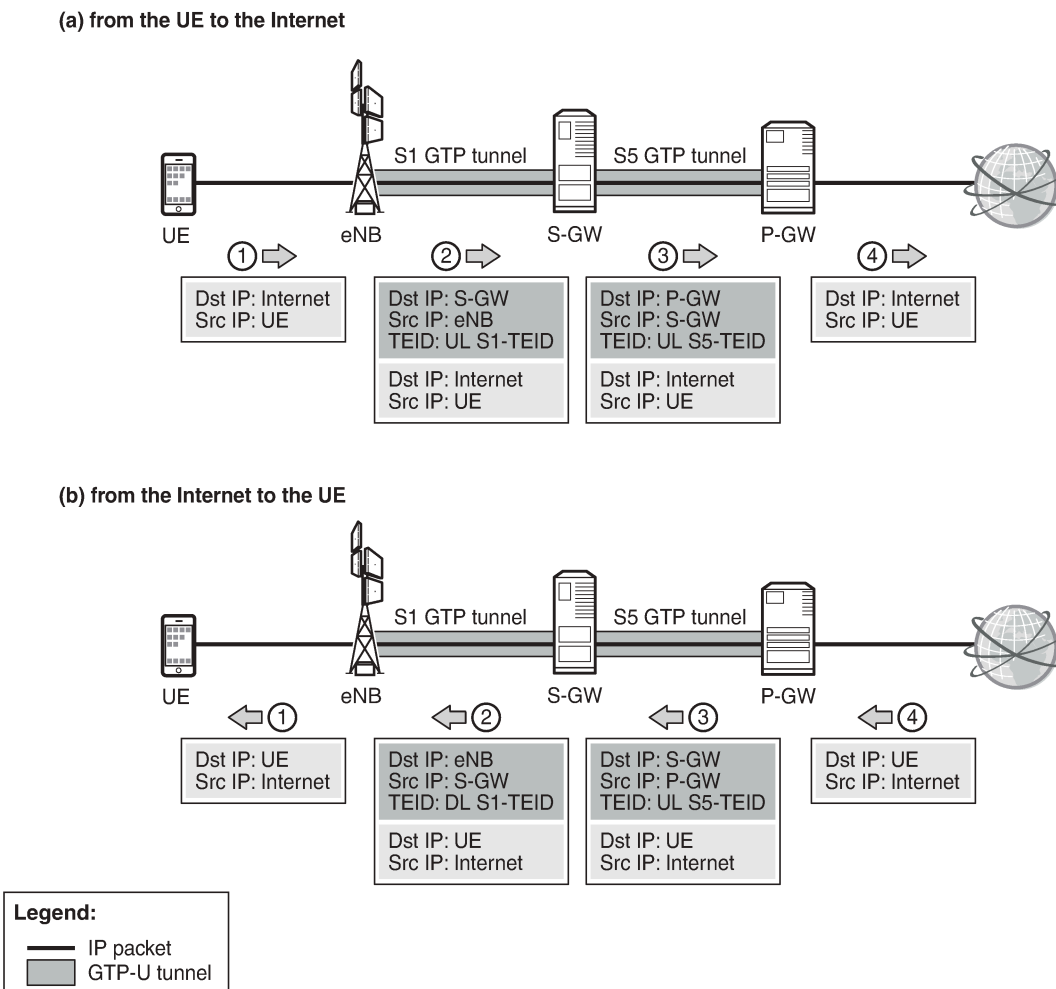 (a) from the UE to the Internet
S1 GTP tunnel
S5 GTP tunnel
UE
eNB
S-GW
P-GW
1
2
3
4
Dst IP: Internet
Src IP: UE
Dst IP: S-GW
Src IP: eNB
TEID: UL S1-TEID
Dst IP: Internet
Src IP: UE
Dst IP: P-GW
Src IP: S-GW
TEID: UL S5-TEID
Dst IP: Internet
Src IP: UE
Dst IP: Internet
Src IP: UE
(b) from the Internet to the UE
S1 GTP tunnel
S5 GTP tunnel
UE
eNB
S-GW
P-GW
1
2
3
4
Dst IP: UE
Src IP: Internet
Dst IP: eNB
Src IP: S-GW
TEID: DL S1-TEID
Dst IP: UE
Src IP: Internet
Dst IP: S-GW
Src IP: P-GW
TEID: UL S5-TEID
Dst IP: UE
Src IP: Internet
Dst IP: UE
Src IP: Internet
Legend:
IP packet
GTP-U tunnel